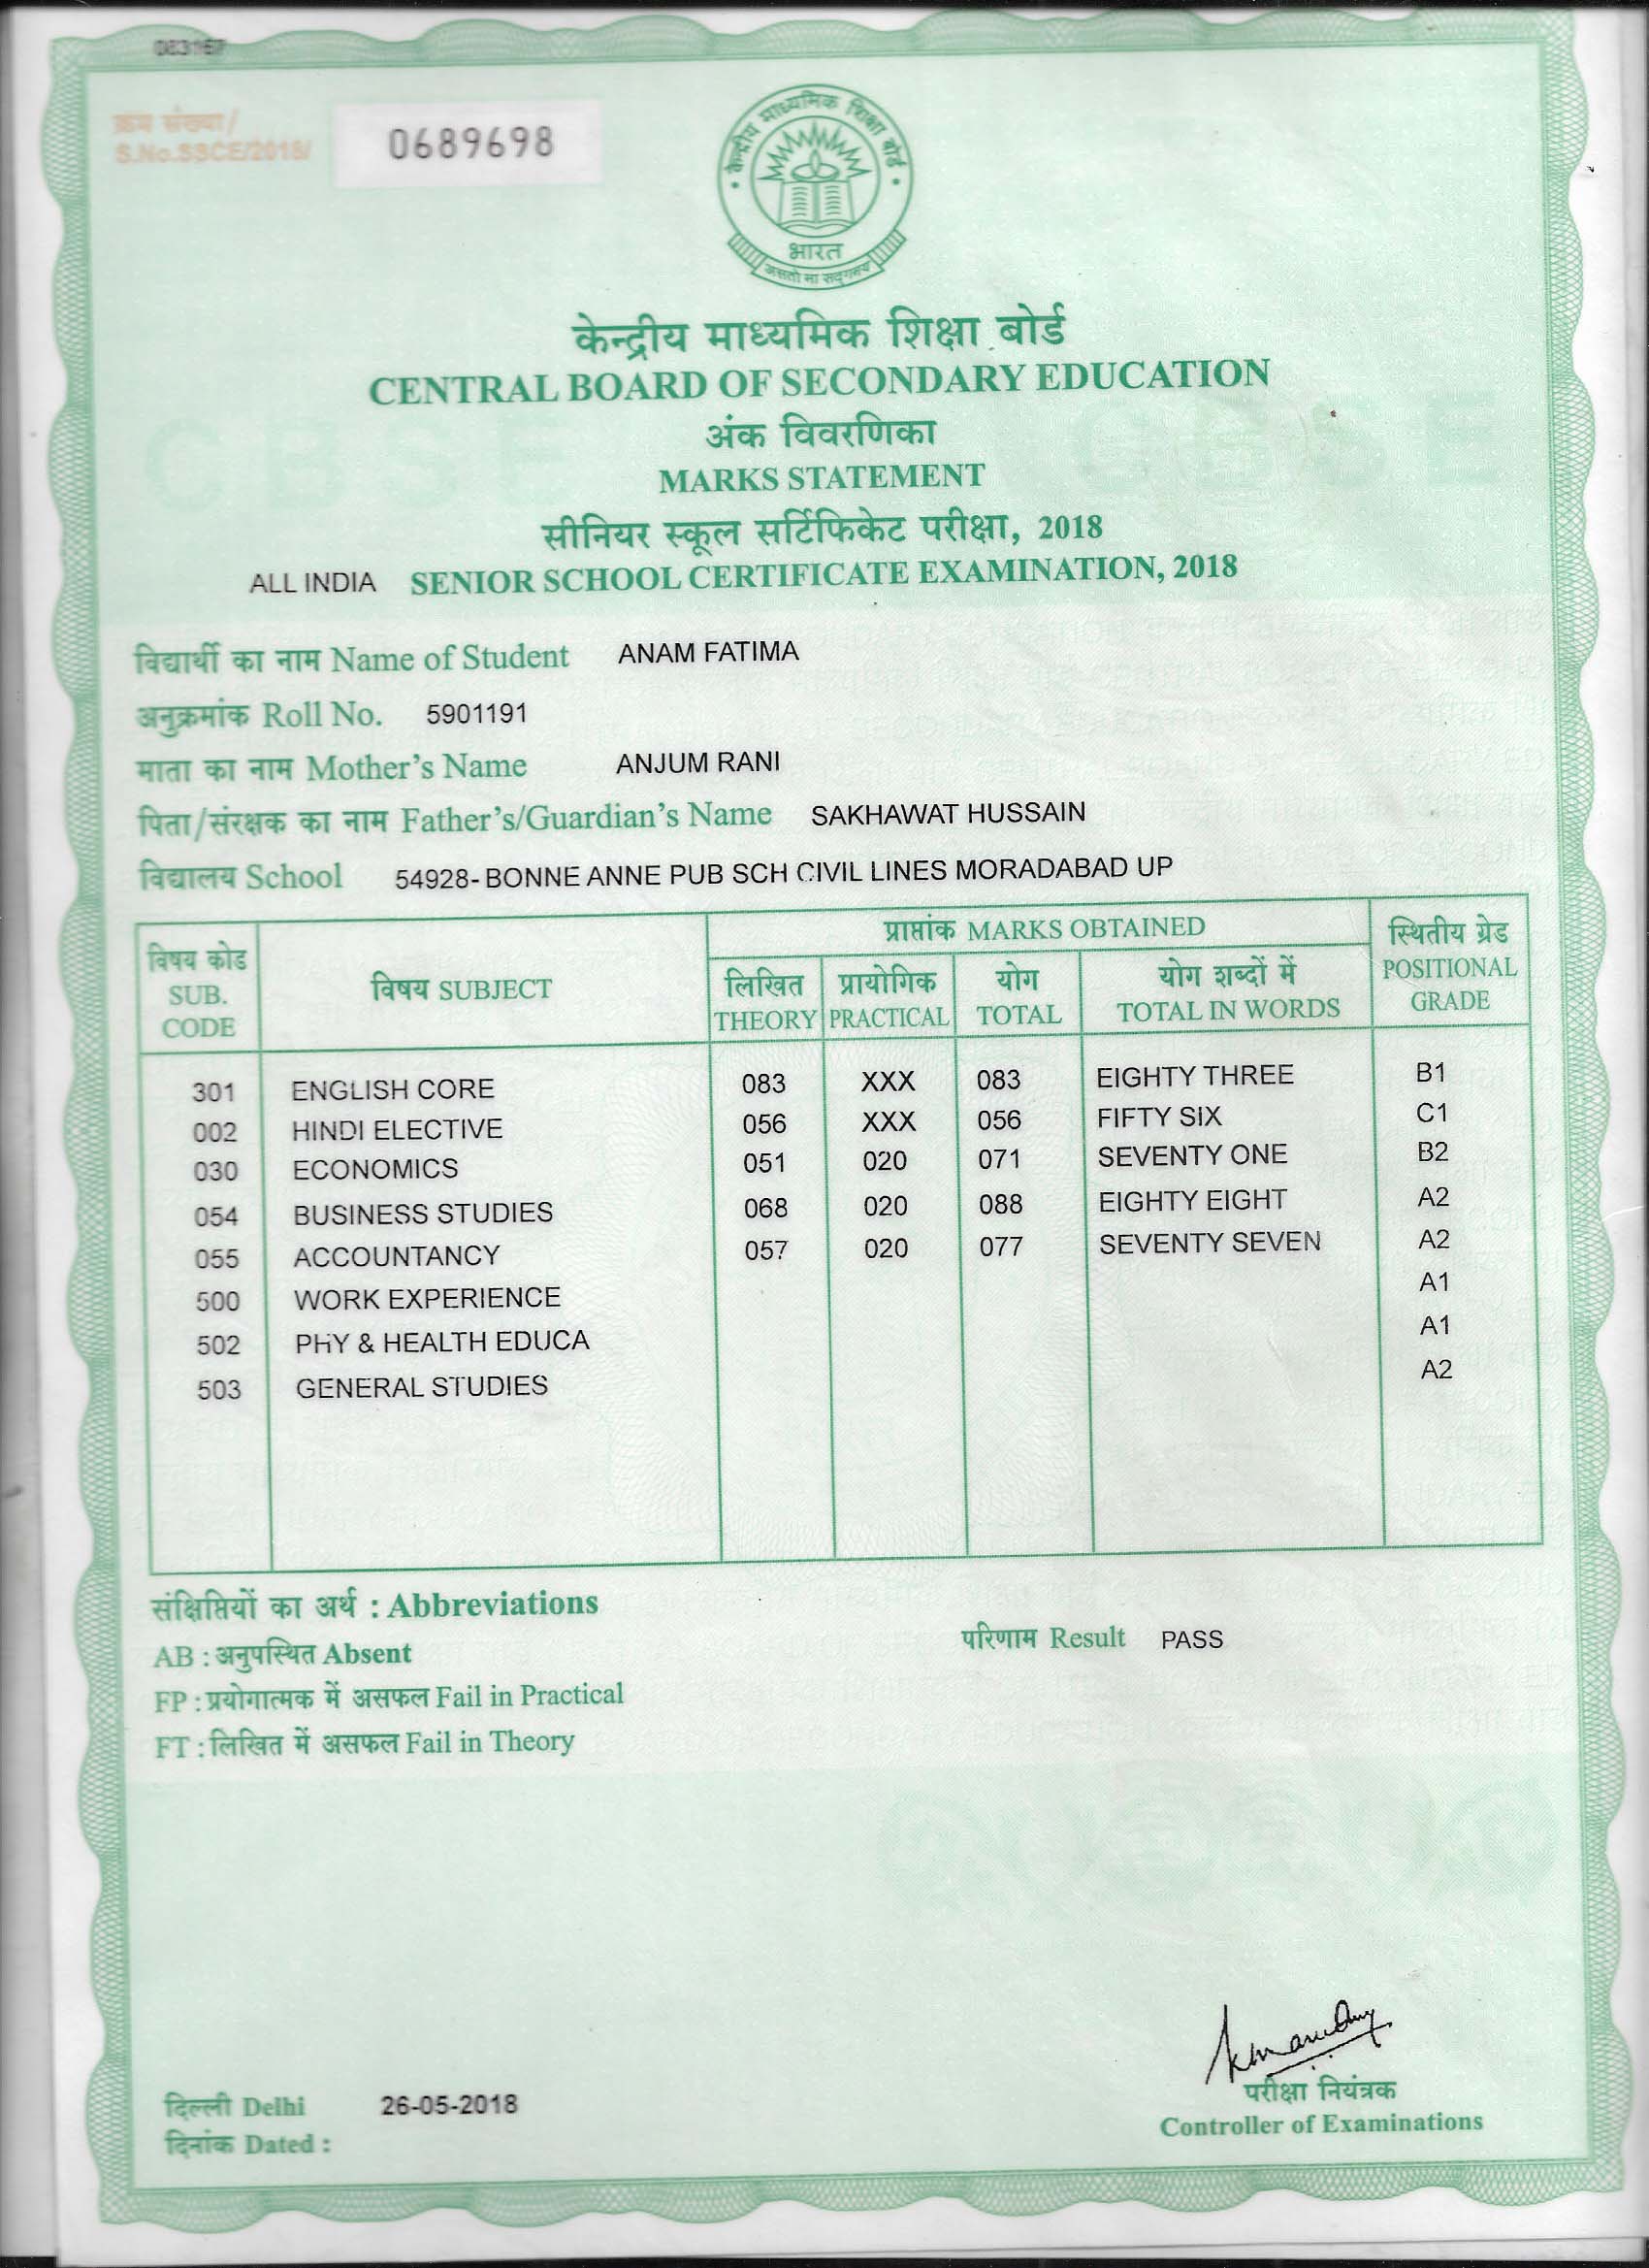 083167
क्रम संख्या/
S.No.SSCE/2018/
0689698
केन्द्रीय माध्यमिक शिक्षा बोर्ड
भारत
असतो मा सद्गमय
केन्द्रीय माध्यमिक शिक्षा बोर्ड
CENTRAL BOARD OF SECONDARY EDUCATION
अंक विवरणिका
MARKS STATEMENT
सीनियर स्कूल सर्टिफिकेट परीक्षा, 2018
ALL INDIA SENIOR SCHOOL CERTIFICATE EXAMINATION, 2018
विद्यार्थी का नाम Name of Student ANAM FATIMA
अनुक्रमांक Roll No. 5901191
माता का नाम Mother's Name ANJUM RANI
पिता/संरक्षक का नाम Father's/Guardian's Name SAKHAWAT HUSSAIN
विद्यालय School 54928- BONNE ANNE PUB SCH CIVIL LINES MORADABAD UP
विषय कोड SUB. CODE
विषय SUBJECT
प्राप्तांक MARKS OBTAINED
लिखित THEORY
प्रायोगिक PRACTICAL
योग TOTAL
योग शब्दों में TOTAL IN WORDS
स्थितीय ग्रेड POSITIONAL GRADE
301 ENGLISH CORE 083 XXX 083 EIGHTY THREE B1
002 HINDI ELECTIVE 056 XXX 056 FIFTY SIX C1
030 ECONOMICS 051 020 071 SEVENTY ONE B2
054 BUSINESS STUDIES 068 020 088 EIGHTY EIGHT A2
055 ACCOUNTANCY 057 020 077 SEVENTY SEVEN A2
500 WORK EXPERIENCE A1
502 PHY & HEALTH EDUCA A1
503 GENERAL STUDIES A2
संक्षिप्तियों का अर्थ : Abbreviations
AB : अनुपस्थित Absent
परिणाम Result PASS
FP : प्रयोगात्मक में असफल Fail in Practical
FT : लिखित में असफल Fail in Theory
दिल्ली Delhi 26-05-2018
दिनांक Dated :
परीक्षा नियंत्रक
Controller of Examinations